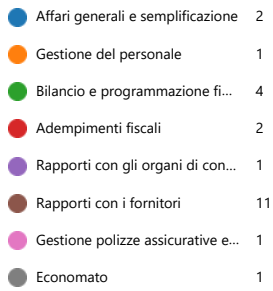 Affari generali e semplificazione 2
Gestione del personale 1
Bilancio e programmazione fi... 4
Adempimenti fiscali 2
Rapporti con gli organi di con... 1
Rapporti con i fornitori 11
Gestione polizze assicurative e... 1
Economato 1